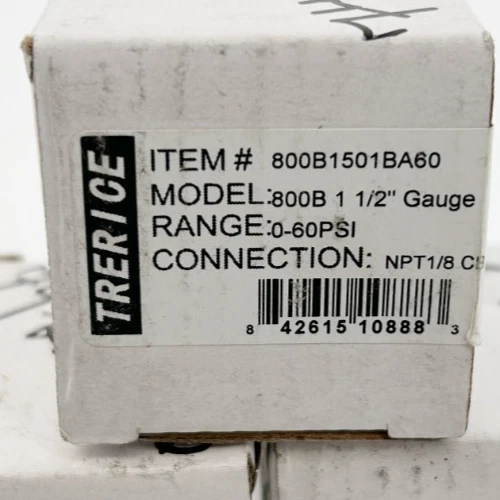 TRERICE
ITEM # 800B1501BA60
MODEL: 800B 1 1/2" Gauge
RANGE: 0-60PSI
CONNECTION: NPT1/8 CB
8 42615 10888 3